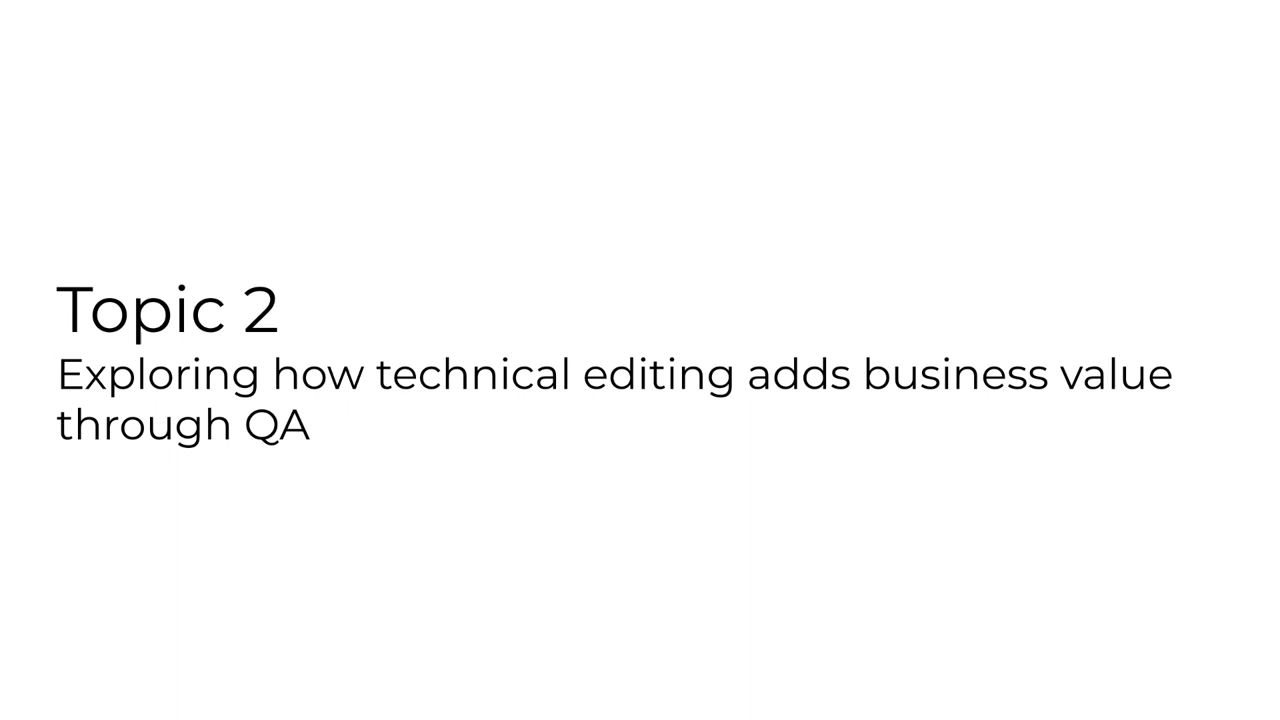 Topic 2
Exploring how technical editing adds business value
through QA